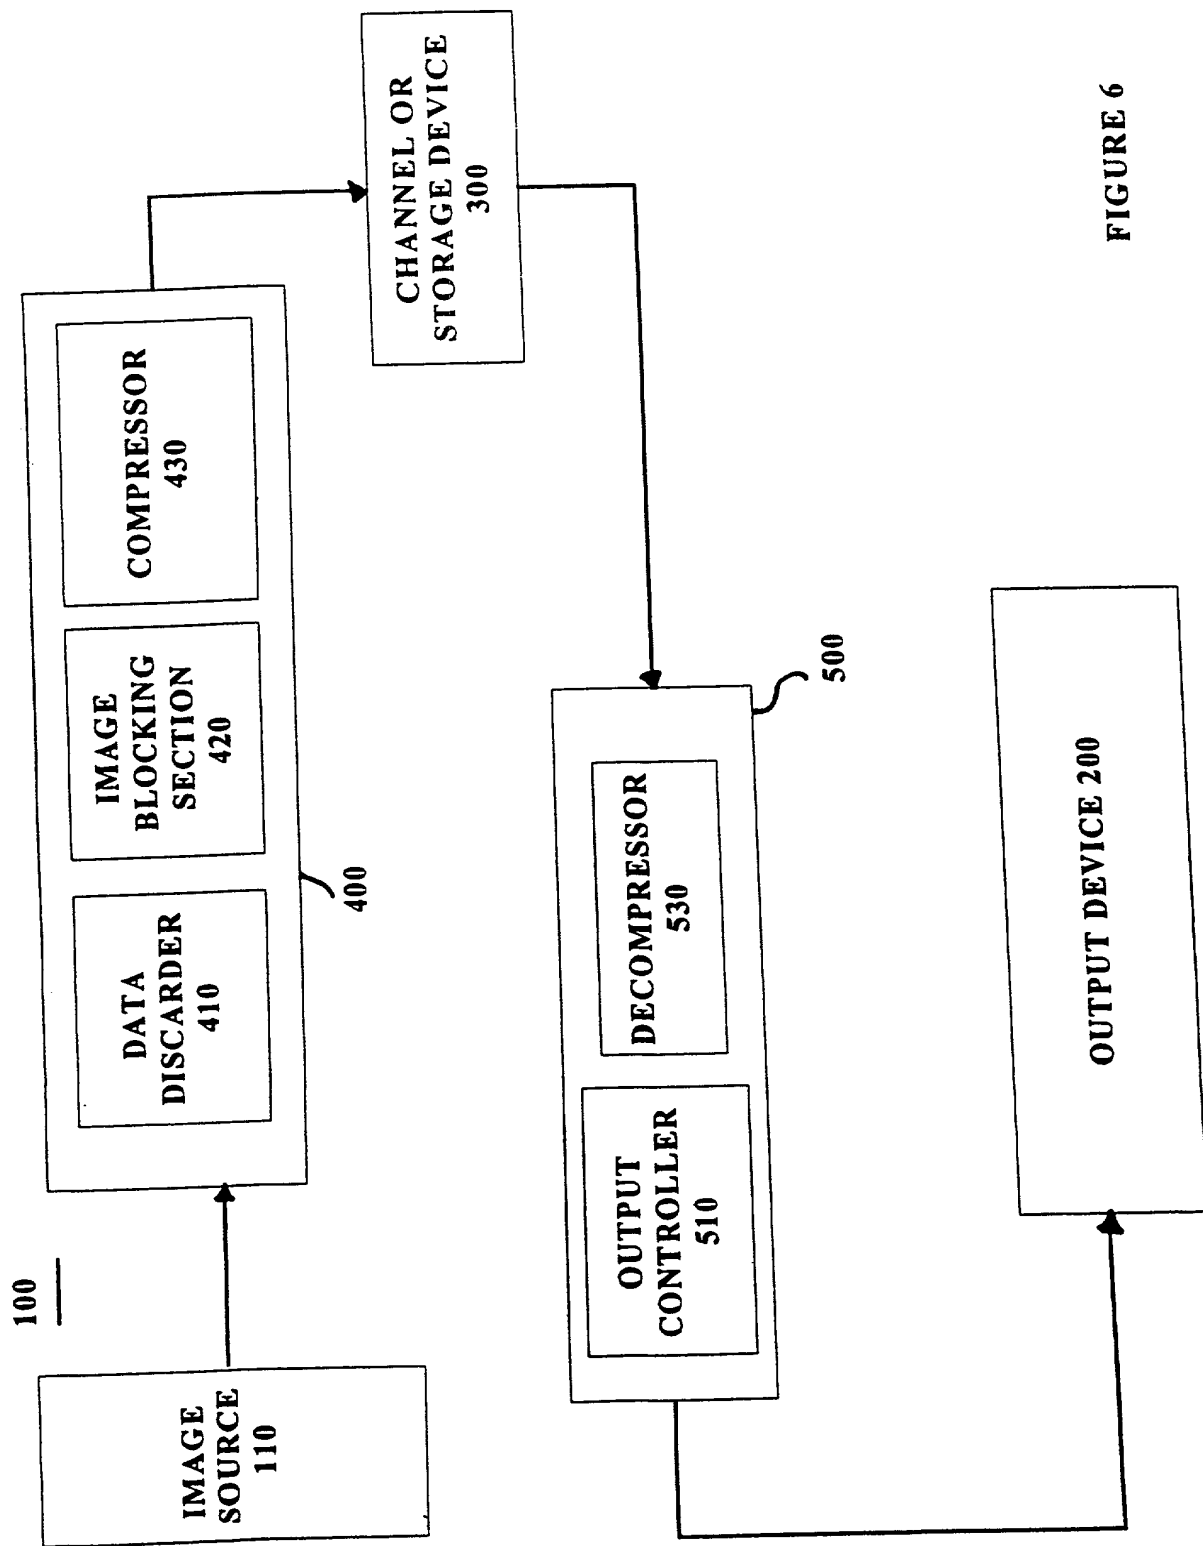 100
IMAGE
SOURCE
110
DATA
DISCARDER
410
IMAGE
BLOCKING
SECTION
420
COMPRESSOR
430
400
CHANNEL OR
STORAGE DEVICE
300
OUTPUT
CONTROLLER
510
DECOMPRESSOR
530
500
OUTPUT DEVICE 200
FIGURE 6